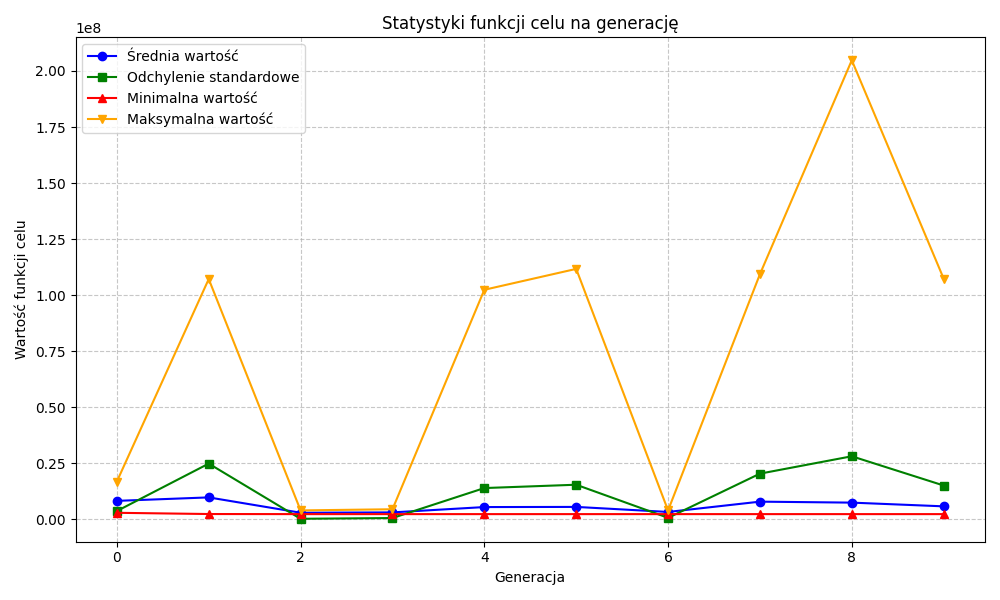 Statystyki funkcji celu na generację
1e8
Średnia wartość
Odchylenie standardowe
Minimalna wartość
Maksymalna wartość
2.00
1.75
1.50
1.25
1.00
0.75
0.50
0.25
0.00
Wartość funkcji celu
0 2 4 6 8
Generacja